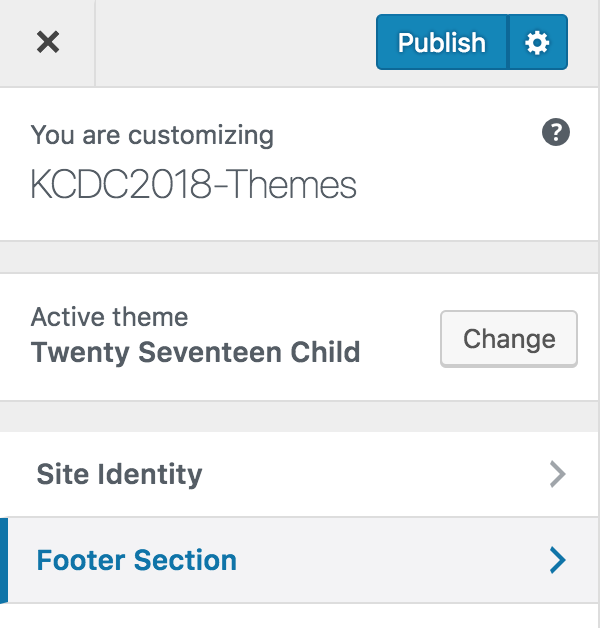 Publish
You are customizing
KCDC2018-Themes
Active theme
Twenty Seventeen Child
Change
Site Identity
Footer Section